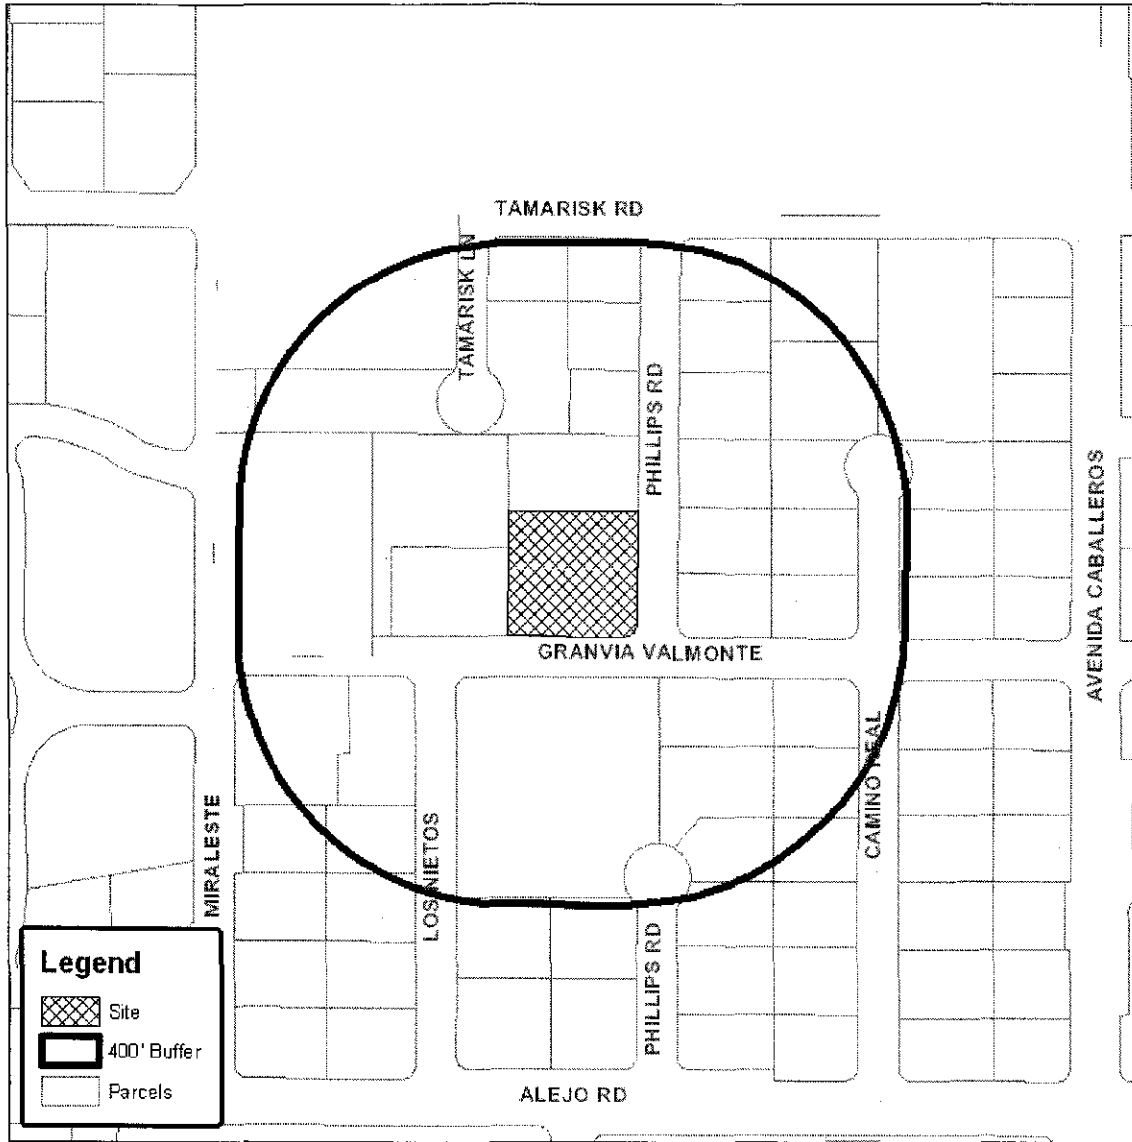 TAMARISK RD
TAMARISK LN
PHILLIPS RD
AVENIDA CABALLEROS
GRANVIA VALMONTE
CAMINO REAL
MIRALESTE
LOS NIETOS
PHILLIPS RD
ALEJO RD
Legend
Site
400' Buffer
Parcels